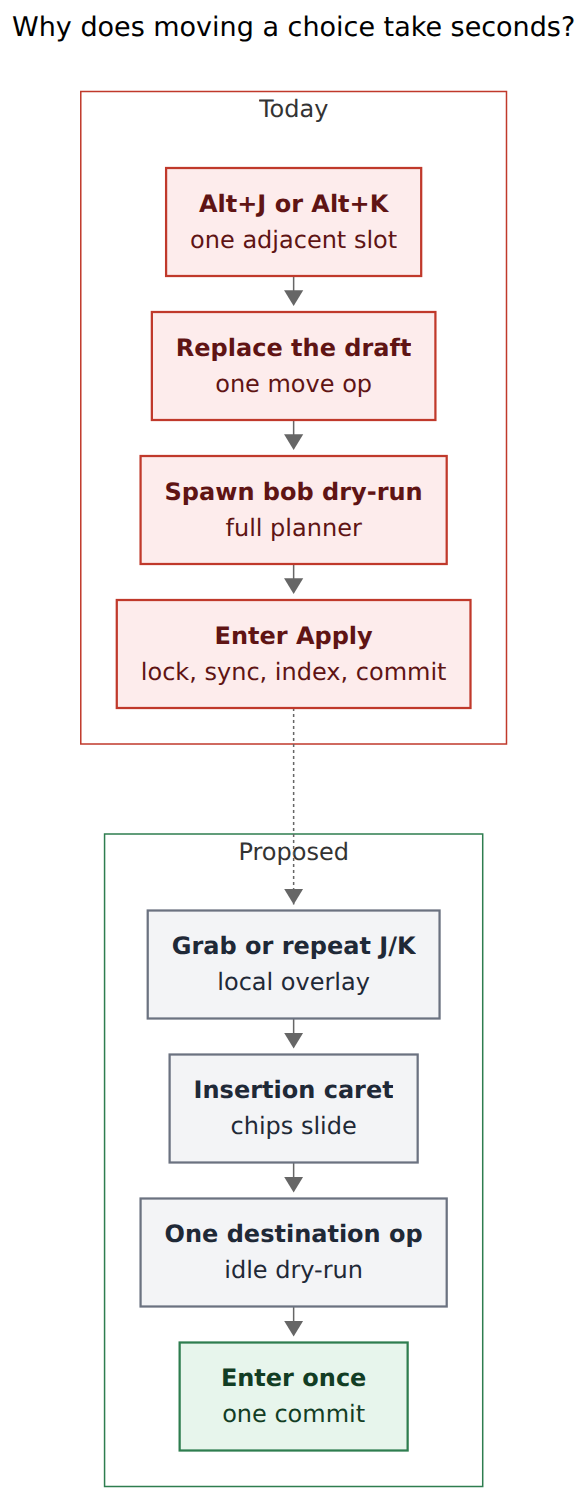 Why does moving a choice take seconds?
Today
Alt+J or Alt+K
one adjacent slot
Replace the draft
one move op
Spawn bob dry-run
full planner
Enter Apply
lock, sync, index, commit
Proposed
Grab or repeat J/K
local overlay
Insertion caret
chips slide
One destination op
idle dry-run
Enter once
one commit